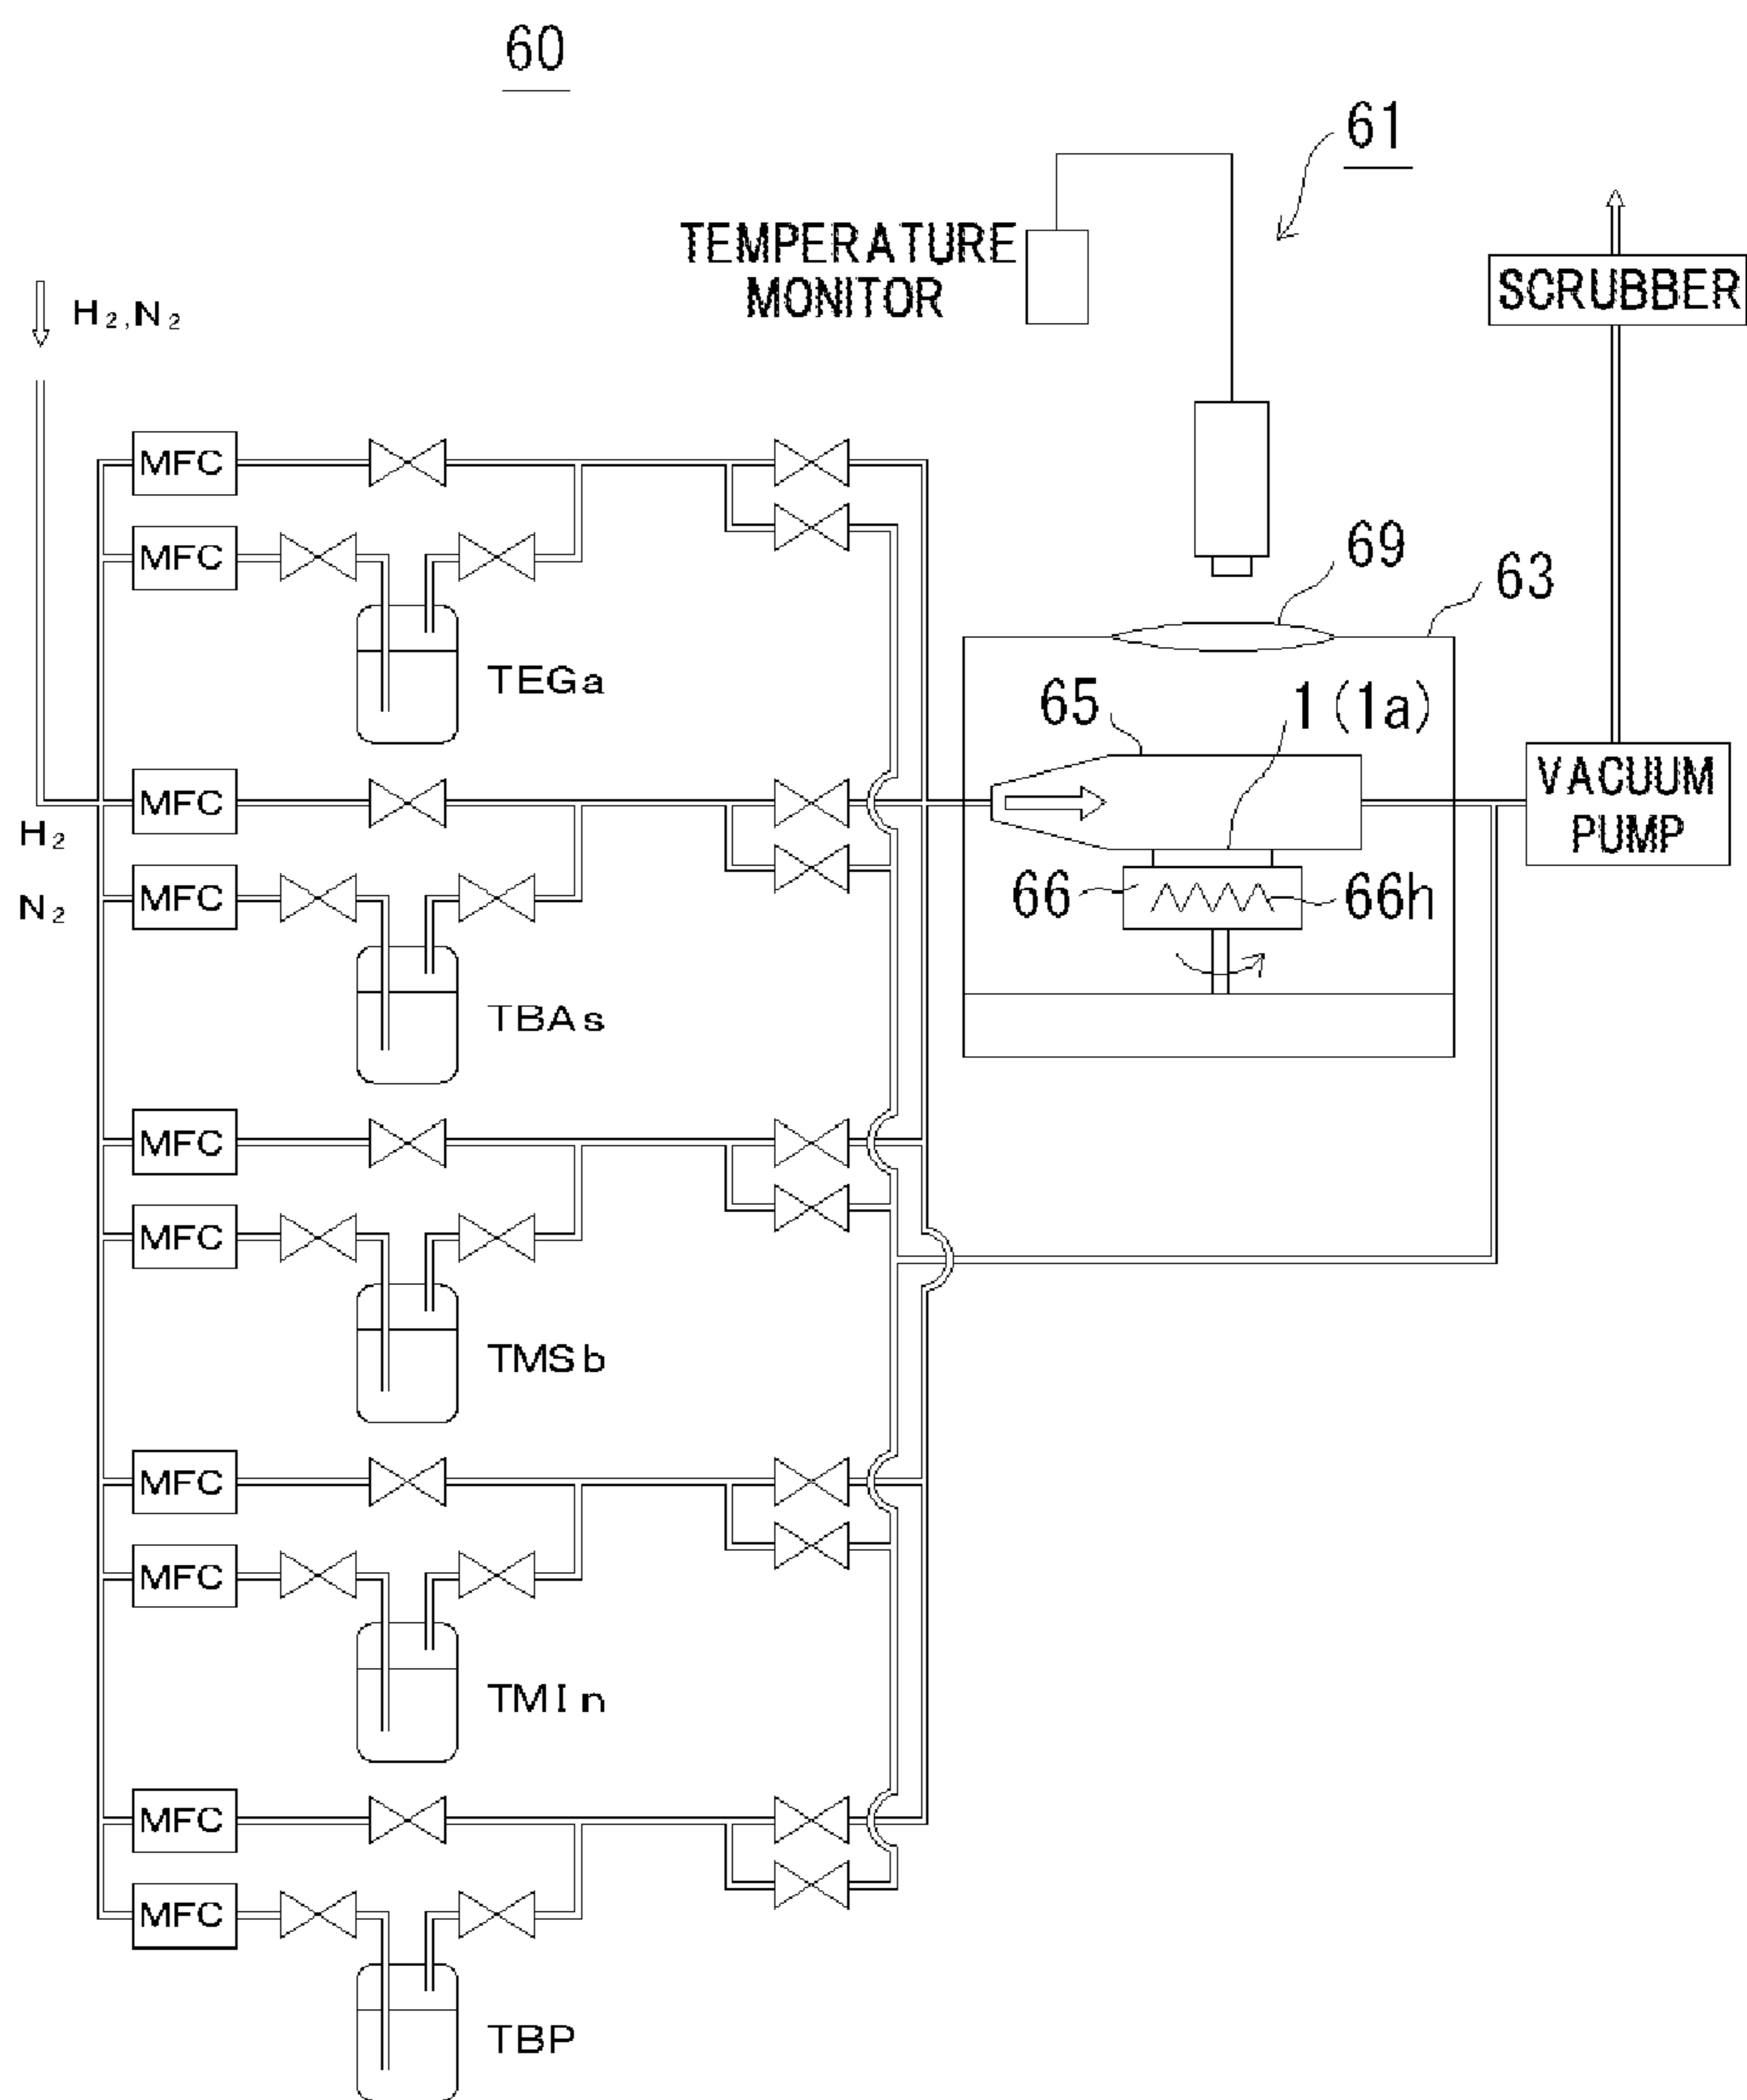 60
61
TEMPERATURE
MONITOR
SCRUBBER
H₂,N₂
MFC
MFC
69
63
TEGa
65
1(1a)
MFC
VACUUM
PUMP
H₂
MFC
N₂
66
66h
TBAs
MFC
MFC
TMSb
MFC
MFC
TMIn
MFC
MFC
TBP